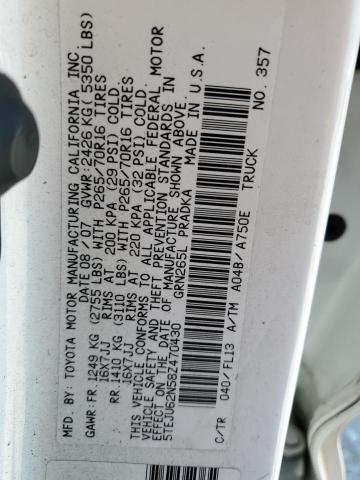 MFD. BY: TOYOTA MOTOR MANUFACTURING CALIFORNIA INC.
DATE 08/07 GVWR: 2426 KG( 5350 LBS)
GAWR: FR. 1249 KG (2755 LBS) WITH P265/70R16 TIRES
16X7JJ RIMS AT 200 KPA (29 PSI) COLD
RR. 1410 KG (3110 LBS) WITH P265/70R16 TIRES
16X7JJ RIMS AT 220 KPA (32 PSI) COLD
THIS VEHICLE CONFORMS TO ALL APPLICABLE FEDERAL MOTOR
VEHICLE SAFETY AND THEFT PREVENTION STANDARDS IN
EFFECT ON THE DATE OF MANUFACTURE SHOWN ABOVE.
5TEJU62N58Z470430 GRN265L PRADKA MADE IN U.S.A.
C/TR 040/FL13 A/TM A04B/A750E TRUCK NO. 357